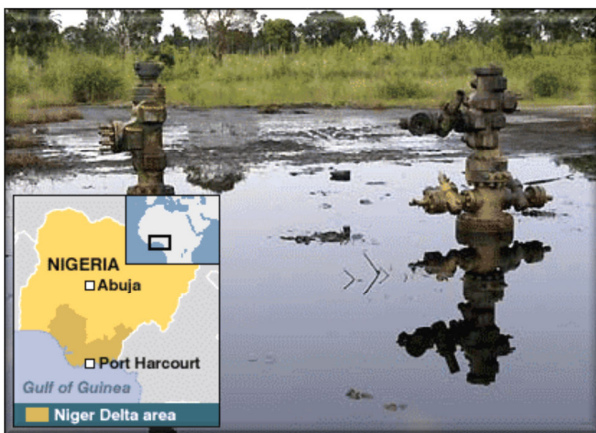 NIGERIA
Abuja
Port Harcourt
Gulf of Guinea
Niger Delta area